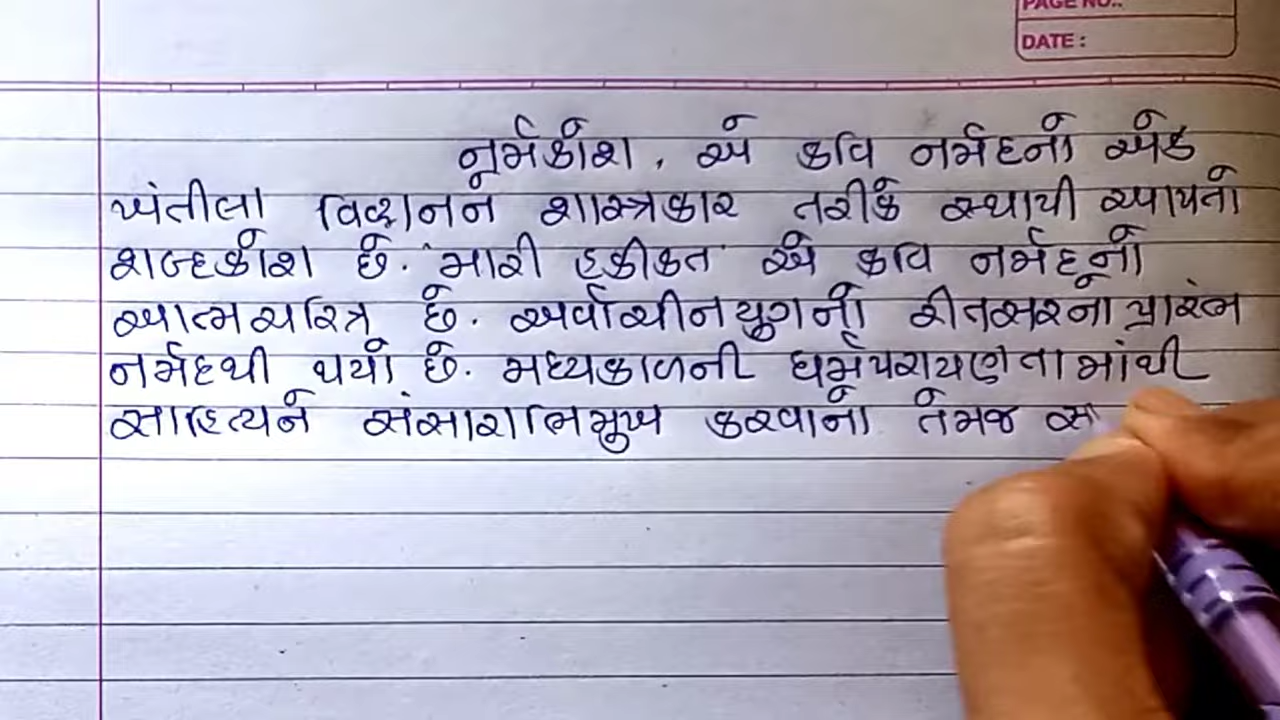 PAGE NO.:
DATE :
નર્મકોશ, એ કવિ નર્મદનો એક
ખંતીલા વિદ્વાનને શાસ્ત્રકાર તરીકે સ્થાયી સ્થાપતો
શબ્દકોશ છે. 'મારી હકીકત' એ કવિ નર્મદનો
આત્મચરિત્ર છે. અર્વાચીનયુગની રીતસરનો પ્રારંભ
નર્મદથી થયો છે. મધ્યકાળની ધર્મપરાયણતામાંથી
સાહિત્યને સંસારાભિમુખ કરવાનો તેમજ સા